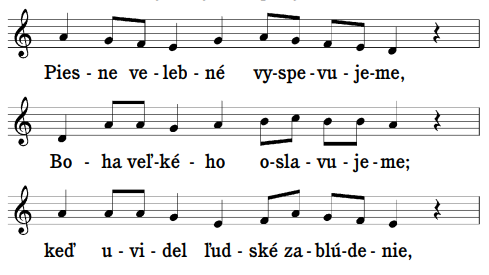 Pies - ne ve - leb - né vy - spe - vu - je - me,
Bo - ha veľ - ké - ho o - sla - vu - je - me;
keď u - vi - del ľud - ské za - blú - de - nie,